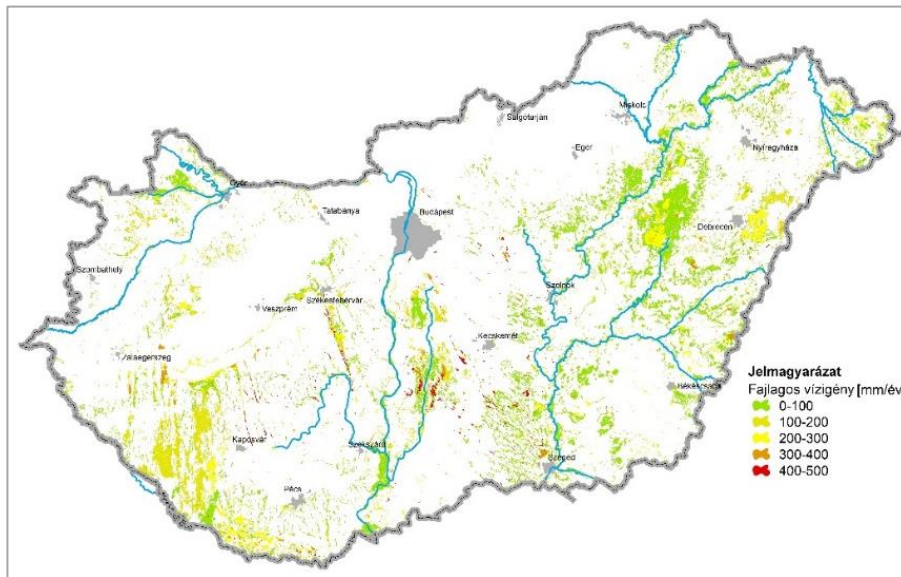 Miskolc
Salgótarján
Eger
Nyíregyháza
Győr
Tatabánya
Budapest
Debrecen
Szombathely
Székesfehérvár
Veszprém
Szolnok
Zalaegerszeg
Kecskemét
Békéscsaba
Kaposvár
Szekszárd
Szeged
Pécs
Jelmagyarázat
Fajlagos vízigény [mm/év
0-100
100-200
200-300
300-400
400-500